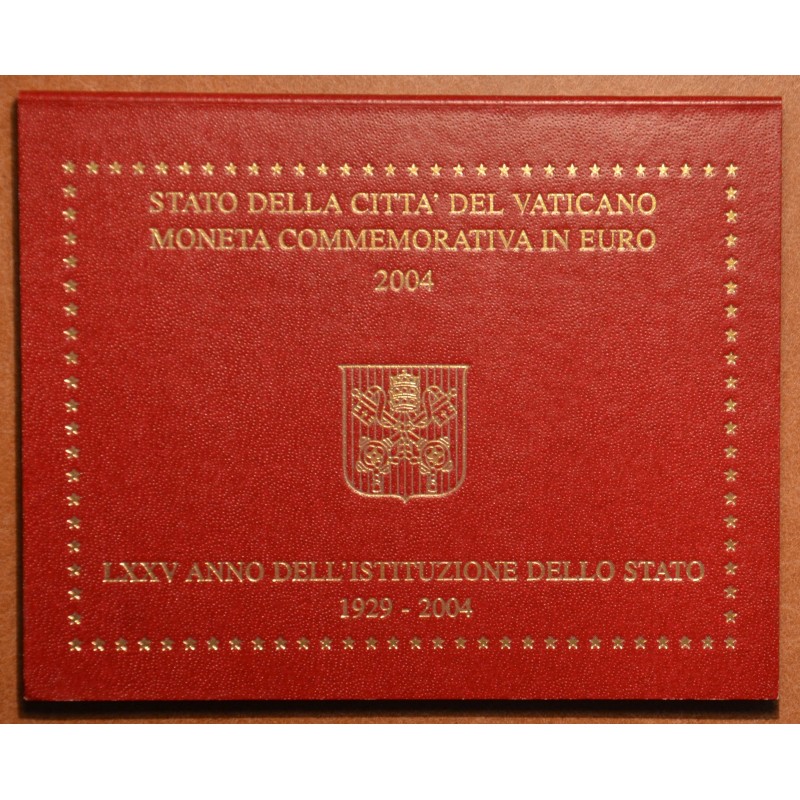 STATO DELLA CITTA' DEL VATICANO
MONETA COMMEMORATIVA IN EURO
2004
LXXV ANNO DELL'ISTITUZIONE DELLO STATO
1929 - 2004